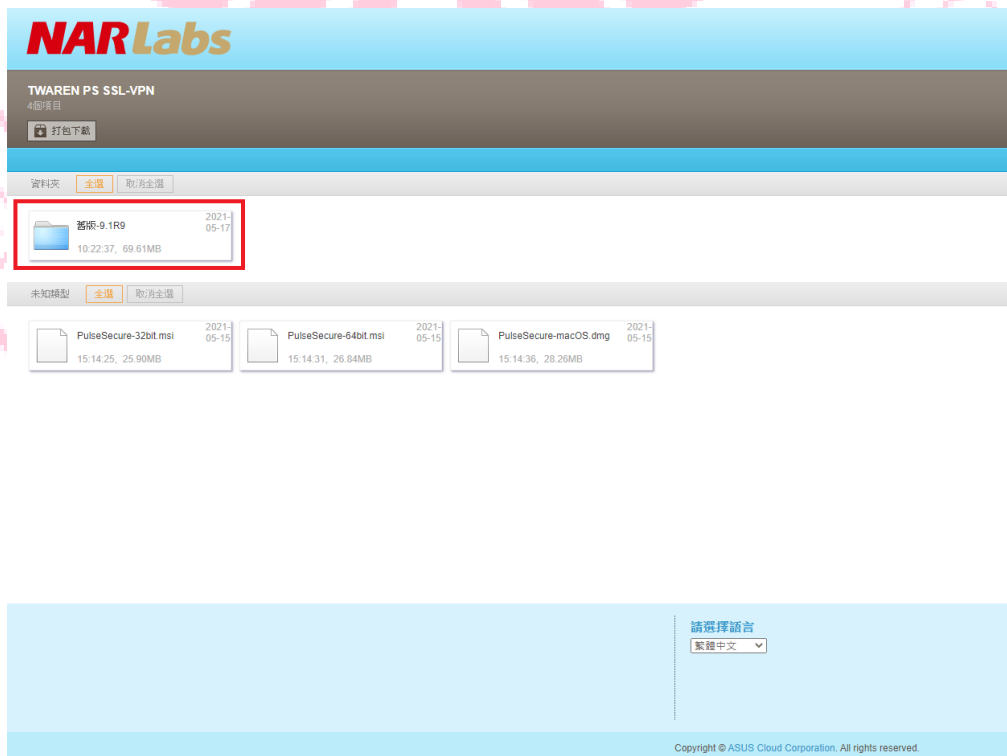 NARLabs
TWAREN PS SSL-VPN
4個項目
打包下載
資料夾 全選 取消全選
舊版-9.1R9
2021-
05-17
10:22:37, 69.61MB
未知類型 全選 取消全選
PulseSecure-32bit.msi
2021-
05-15
15:14:25, 25.90MB
PulseSecure-64bit.msi
2021-
05-15
15:14:31, 26.84MB
PulseSecure-macOS.dmg
2021-
05-15
15:14:36, 28.26MB
請選擇語言
繁體中文
Copyright © ASUS Cloud Corporation. All rights reserved.